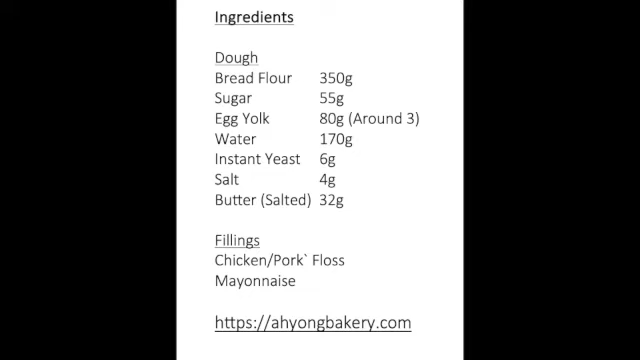 Ingredients
Dough
Bread Flour 350g
Sugar 55g
Egg Yolk 80g (Around 3)
Water 170g
Instant Yeast 6g
Salt 4g
Butter (Salted) 32g
Fillings
Chicken/Pork` Floss
Mayonnaise
https://ahyongbakery.com